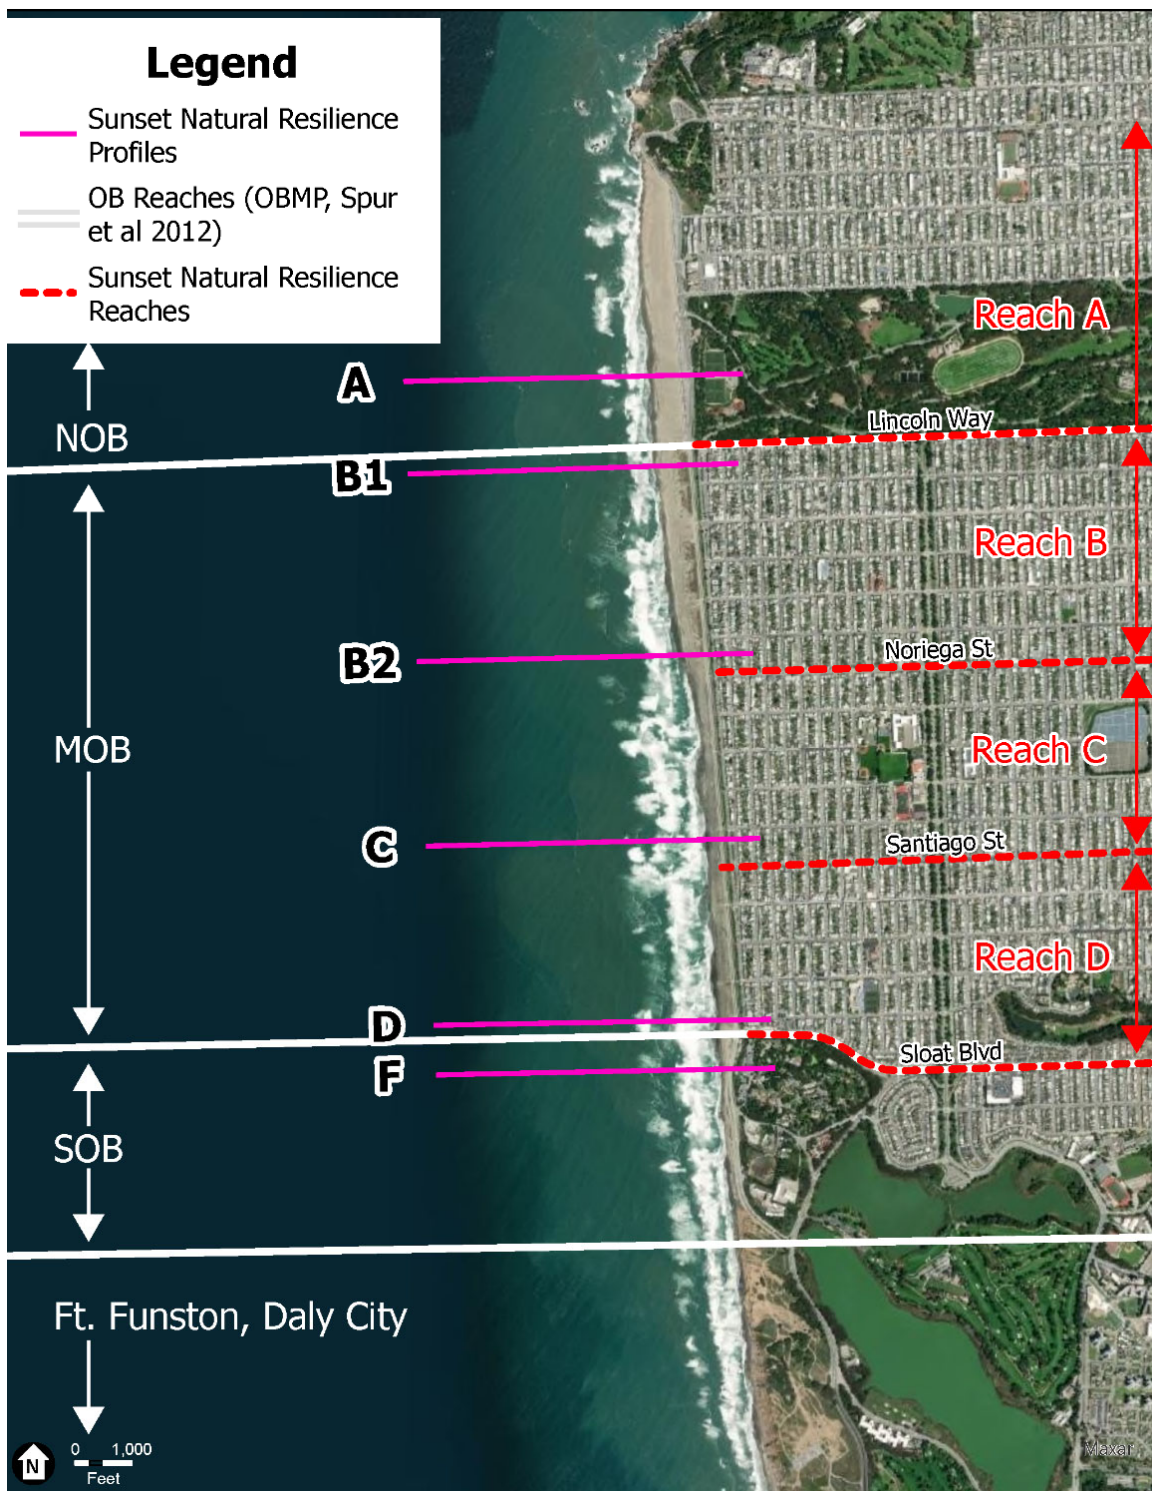 Legend
Sunset Natural Resilience
Profiles
OB Reaches (OBMP, Spur
et al 2012)
Sunset Natural Resilience
Reaches
Reach A
A
Lincoln Way
NOB
B1
Reach B
B2
Noriega St
MOB
Reach C
C
Santiago St
Reach D
D
Sloat Blvd
F
SOB
Ft. Funston, Daly City
N
0 1,000
Feet
Maxar